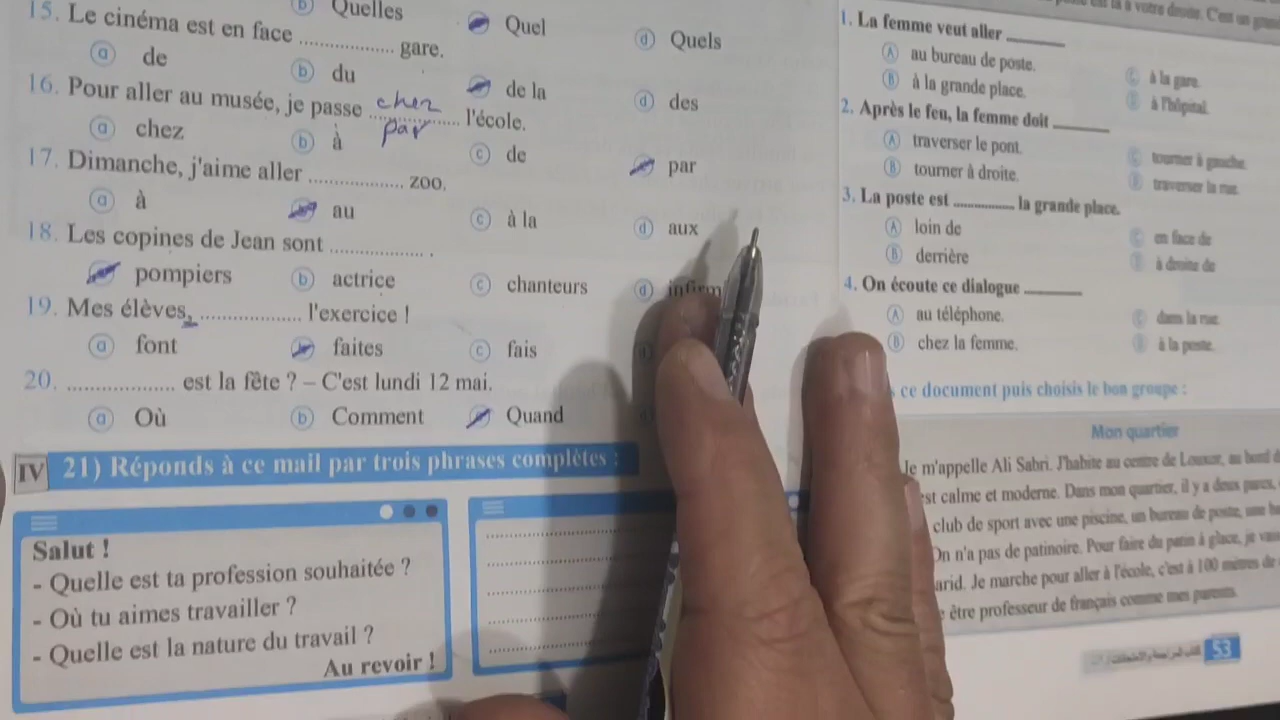 ⓑ Quelles
Quel
ⓓ Quels
15. Le cinéma est en face ................ gare.
ⓐ de
ⓑ du
de la
ⓓ des
16. Pour aller au musée, je passe ................ l'école.
chez
par
ⓐ chez
ⓑ à
ⓒ de
par
17. Dimanche, j'aime aller ................ zoo.
ⓐ à
au
ⓒ à la
ⓓ aux
18. Les copines de Jean sont ................ .
pompiers
ⓑ actrice
ⓒ chanteurs
ⓓ infirm
19. Mes élèves, ................ l'exercice !
ⓐ font
faites
ⓒ fais
20. ................ est la fête ? – C'est lundi 12 mai.
ⓐ Où
ⓑ Comment
Quand
IV 21) Réponds à ce mail par trois phrases complètes :
Salut !
- Quelle est ta profession souhaitée ?
- Où tu aimes travailler ?
- Quelle est la nature du travail ?
Au revoir !
à votre droite. C'est un
1. La femme veut aller ________
Ⓐ au bureau de poste.
Ⓒ à la gare.
Ⓑ à la grande place.
à l'hôpital.
2. Après le feu, la femme doit ________
Ⓐ traverser le pont.
tourner à gauche.
Ⓑ tourner à droite.
traverser la rue.
3. La poste est ................ la grande place.
Ⓐ loin de
en face de
Ⓑ derrière
à droite de
4. On écoute ce dialogue ________
Ⓐ au téléphone.
dans la rue.
Ⓑ chez la femme.
à la poste.
ce document puis choisis le bon groupe :
Mon quartier
Je m'appelle Ali Sabri. J'habite au centre de Louxor, au bord
est calme et moderne. Dans mon quartier, il y a deux parcs,
club de sport avec une piscine, un bureau de poste, une
On n'a pas de patinoire. Pour faire du patin à glace, je vais
Je marche pour aller à l'école, c'est à 100 mètres de
être professeur de français comme mes parents.
53